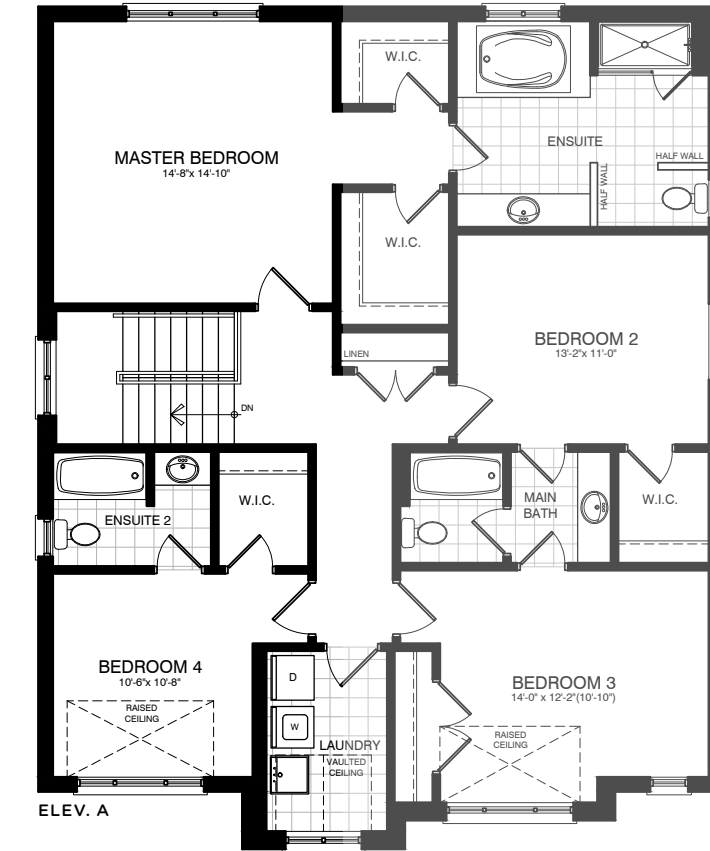 W.I.C.
MASTER BEDROOM
14'-8"x 14'-10"
ENSUITE
HALF WALL
HALF WALL
W.I.C.
BEDROOM 2
13'-2"x 11'-0"
LINEN
DN
W.I.C.
MAIN
BATH
W.I.C.
ENSUITE 2
BEDROOM 4
10'-6"x 10'-8"
RAISED
CEILING
D
W
LAUNDRY
VAULTED
CEILING
BEDROOM 3
14'-0" x 12'-2"(10'-10")
RAISED
CEILING
ELEV. A